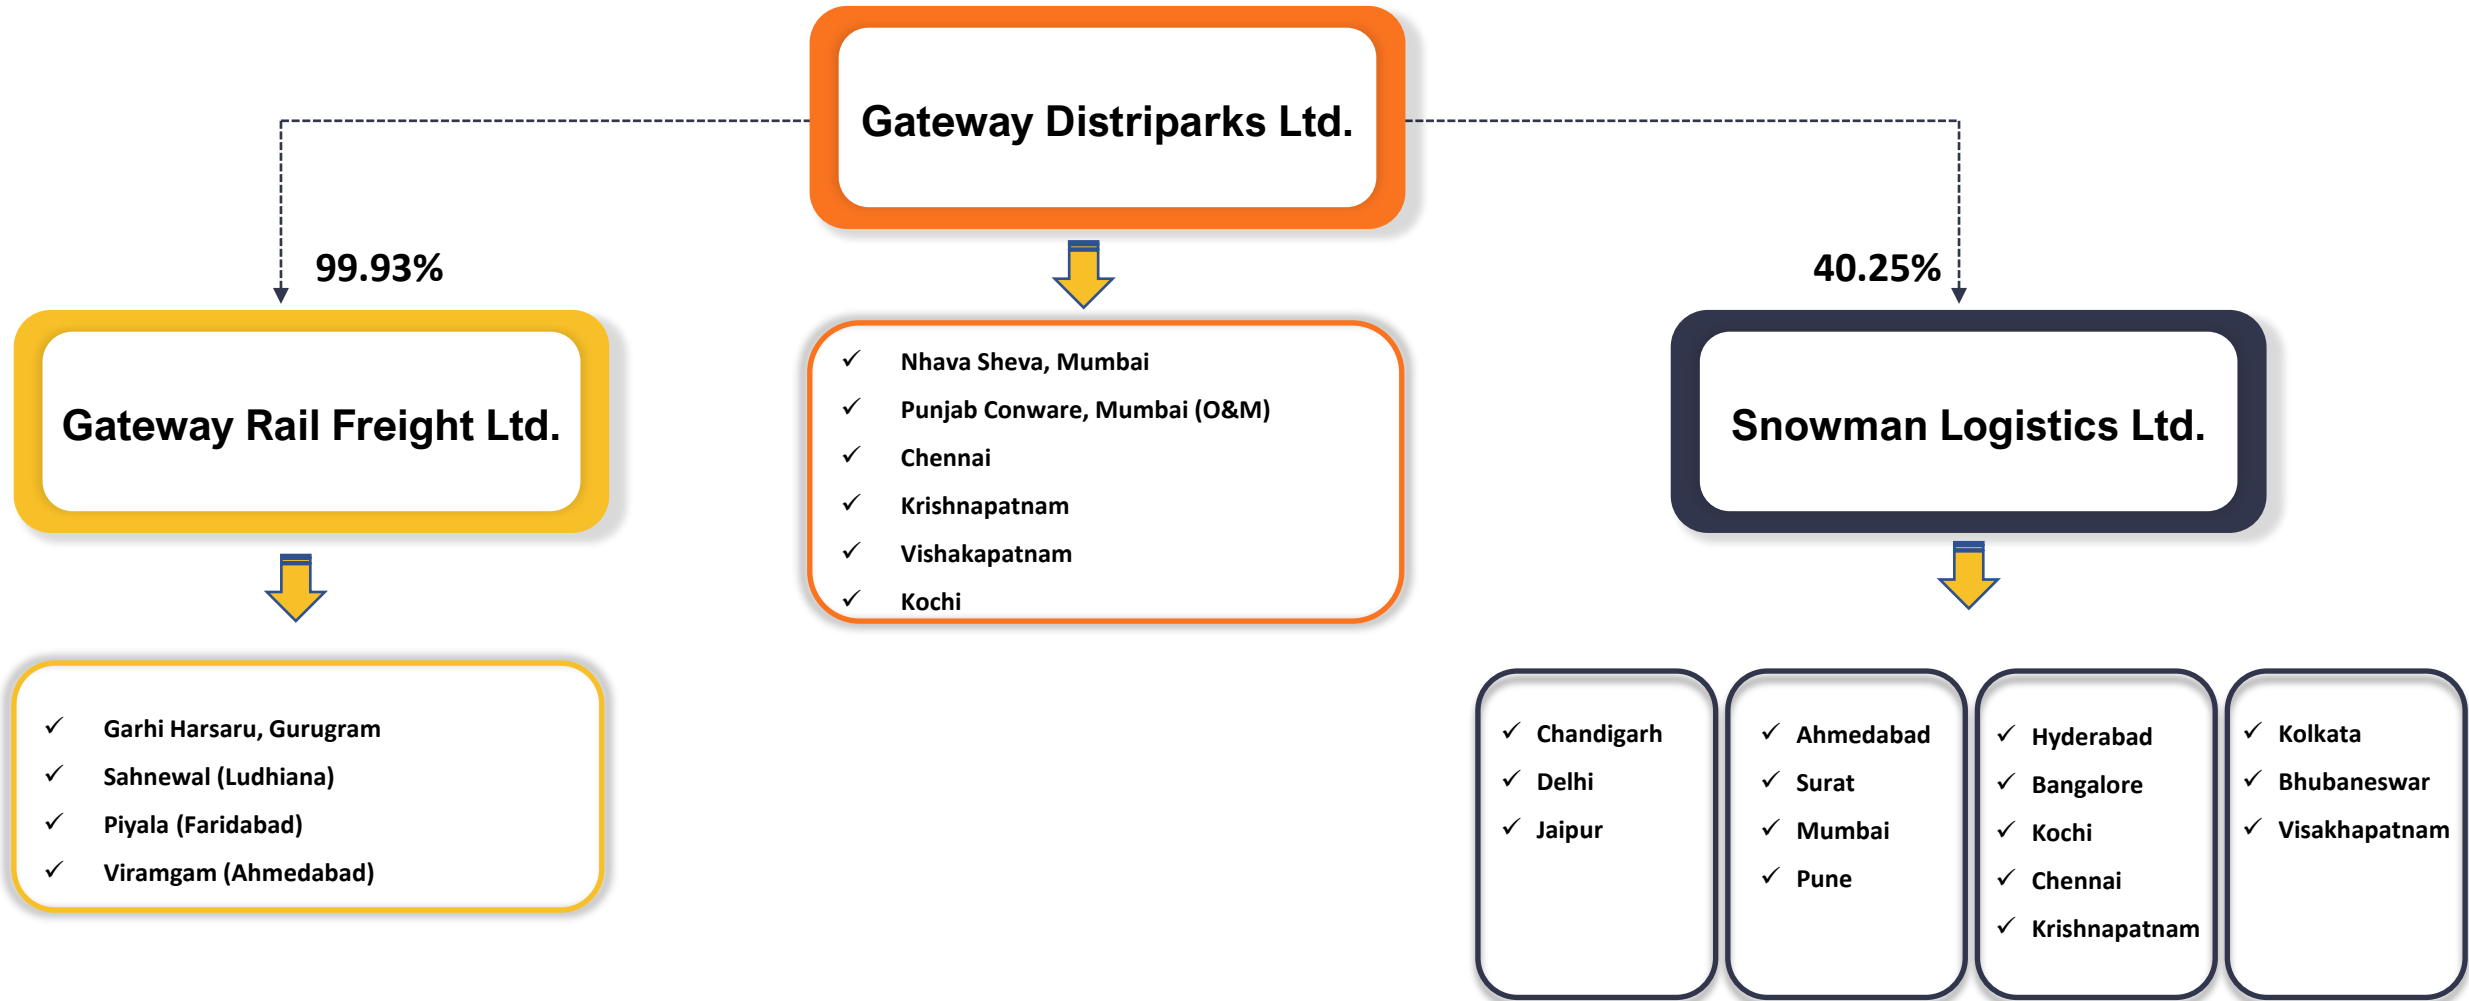 Gateway Distriparks Ltd.
99.93%
40.25%
Gateway Rail Freight Ltd.
Nhava Sheva, Mumbai
Punjab Conware, Mumbai (O&M)
Chennai
Krishnapatnam
Vishakapatnam
Kochi
Snowman Logistics Ltd.
Garhi Harsaru, Gurugram
Sahnewal (Ludhiana)
Piyala (Faridabad)
Viramgam (Ahmedabad)
Chandigarh
Delhi
Jaipur
Ahmedabad
Surat
Mumbai
Pune
Hyderabad
Bangalore
Kochi
Chennai
Krishnapatnam
Kolkata
Bhubaneswar
Visakhapatnam